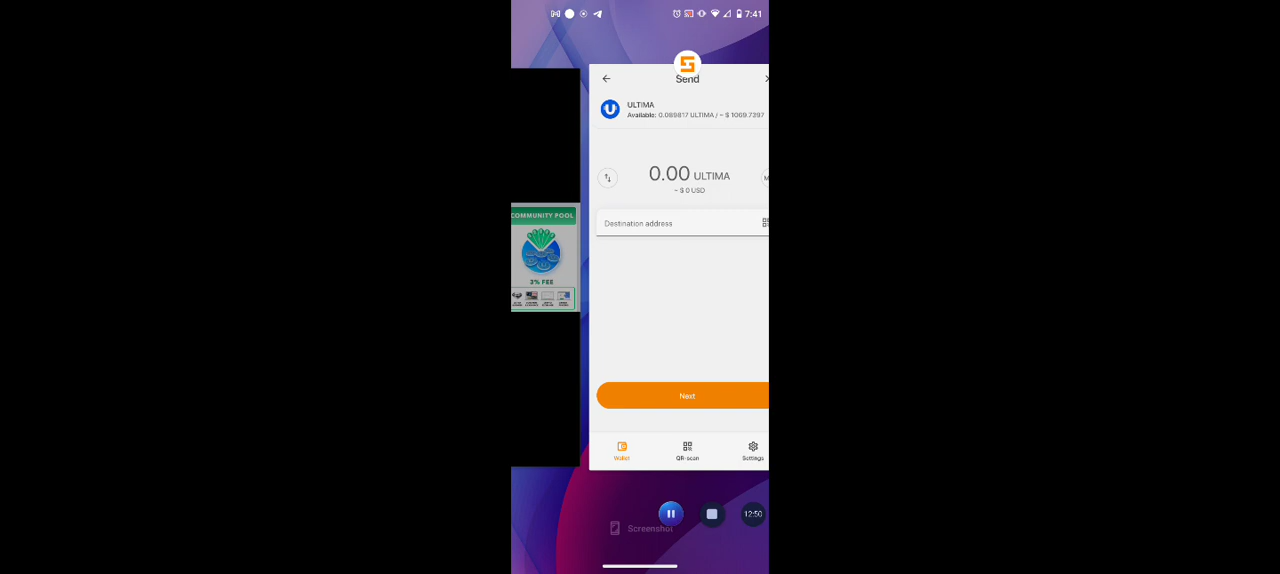 7:41
Send
ULTIMA
Available: 0.089817 ULTIMA / ~ $ 1069.7397
0.00 ULTIMA
~ $ 0 USD
Destination address
COMMUNITY POOL
3% FEE
Next
Wallet
QR-scan
Settings
12:50
Screenshot